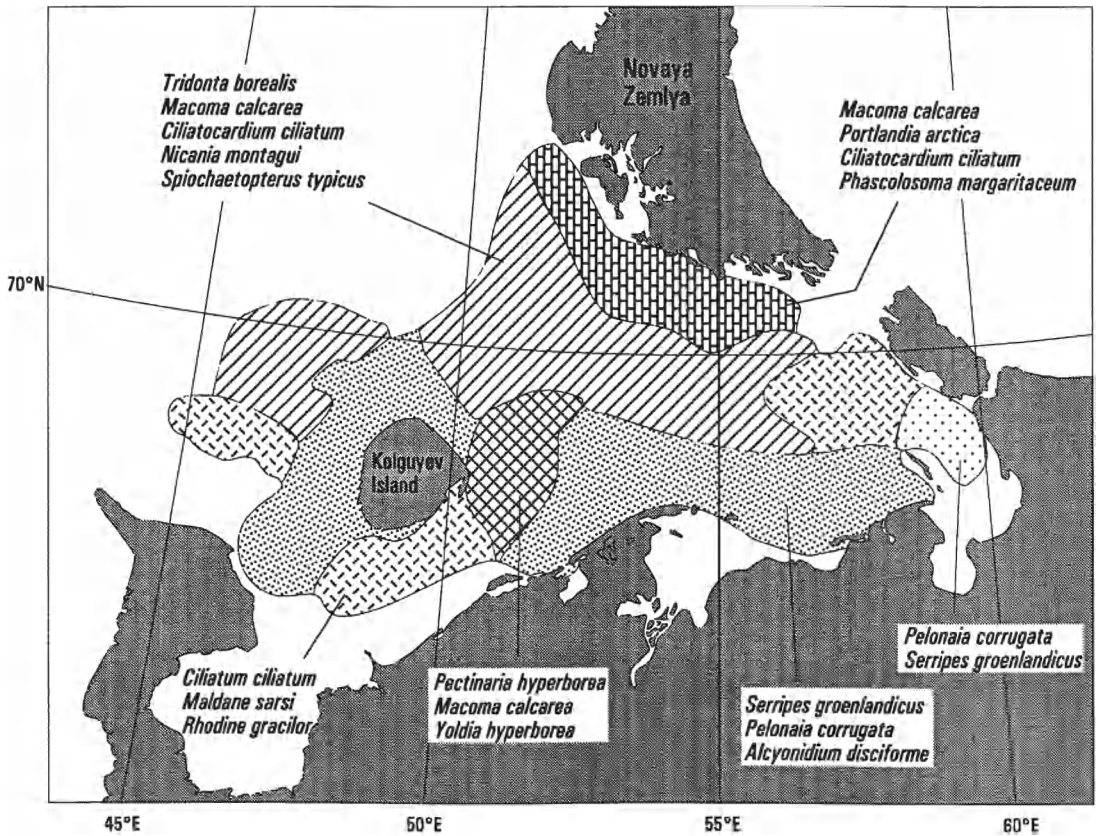 Novaya
Zemlya
Tridonta borealis
Macoma calcarea
Ciliatocardium ciliatum
Nicania montagui
Spiochaetopterus typicus
Macoma calcarea
Portlandia arctica
Ciliatocardium ciliatum
Phascolosoma margaritaceum
70°N
Kolguyev
Island
Ciliatum ciliatum
Maldane sarsi
Rhodine gracilor
Pectinaria hyperborea
Macoma calcarea
Yoldia hyperborea
Serripes groenlandicus
Pelonaia corrugata
Alcyonidium disciforme
Pelonaia corrugata
Serripes groenlandicus
45°E
50°E
55°E
60°E